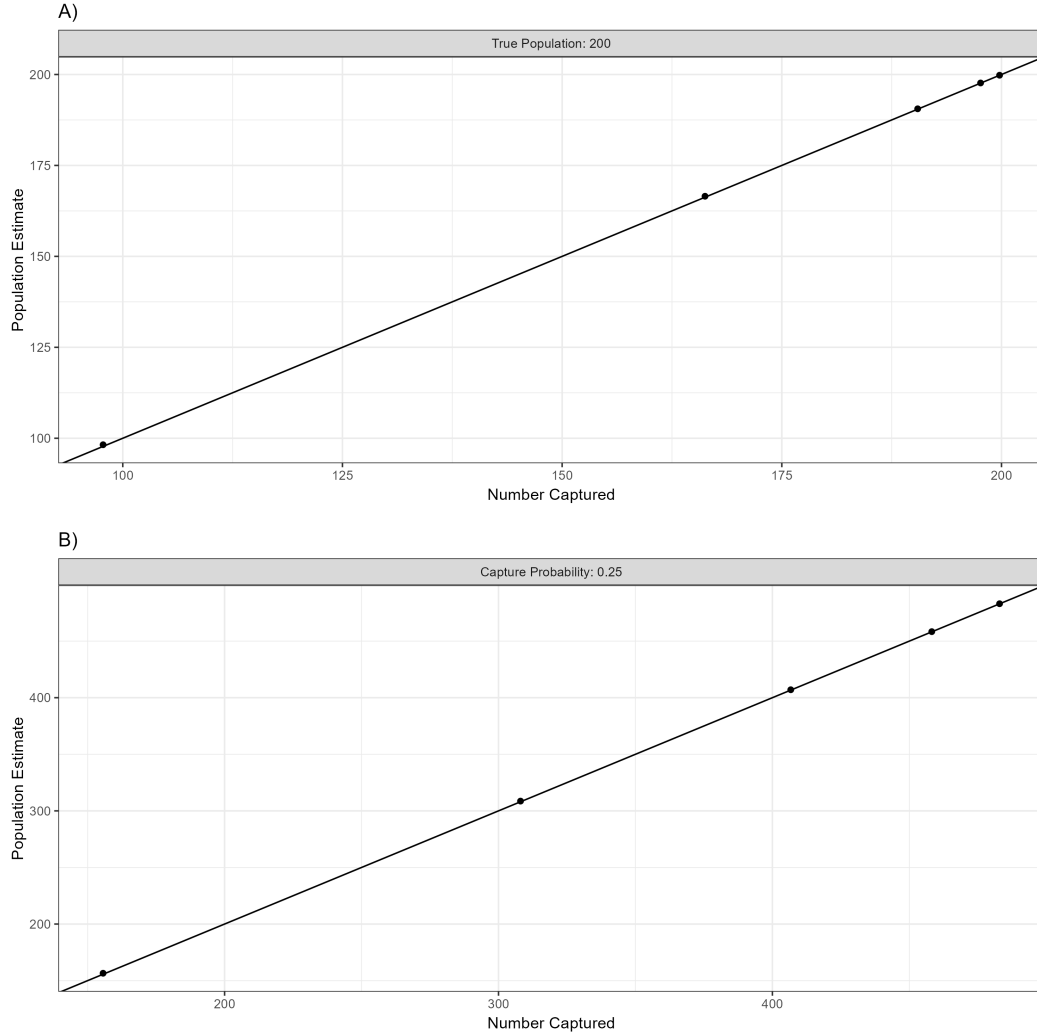 A)
True Population: 200
Population Estimate
200
175
150
125
100
100 125 150 175 200
Number Captured
B)
Capture Probability: 0.25
Population Estimate
400
300
200
200 300 400
Number Captured